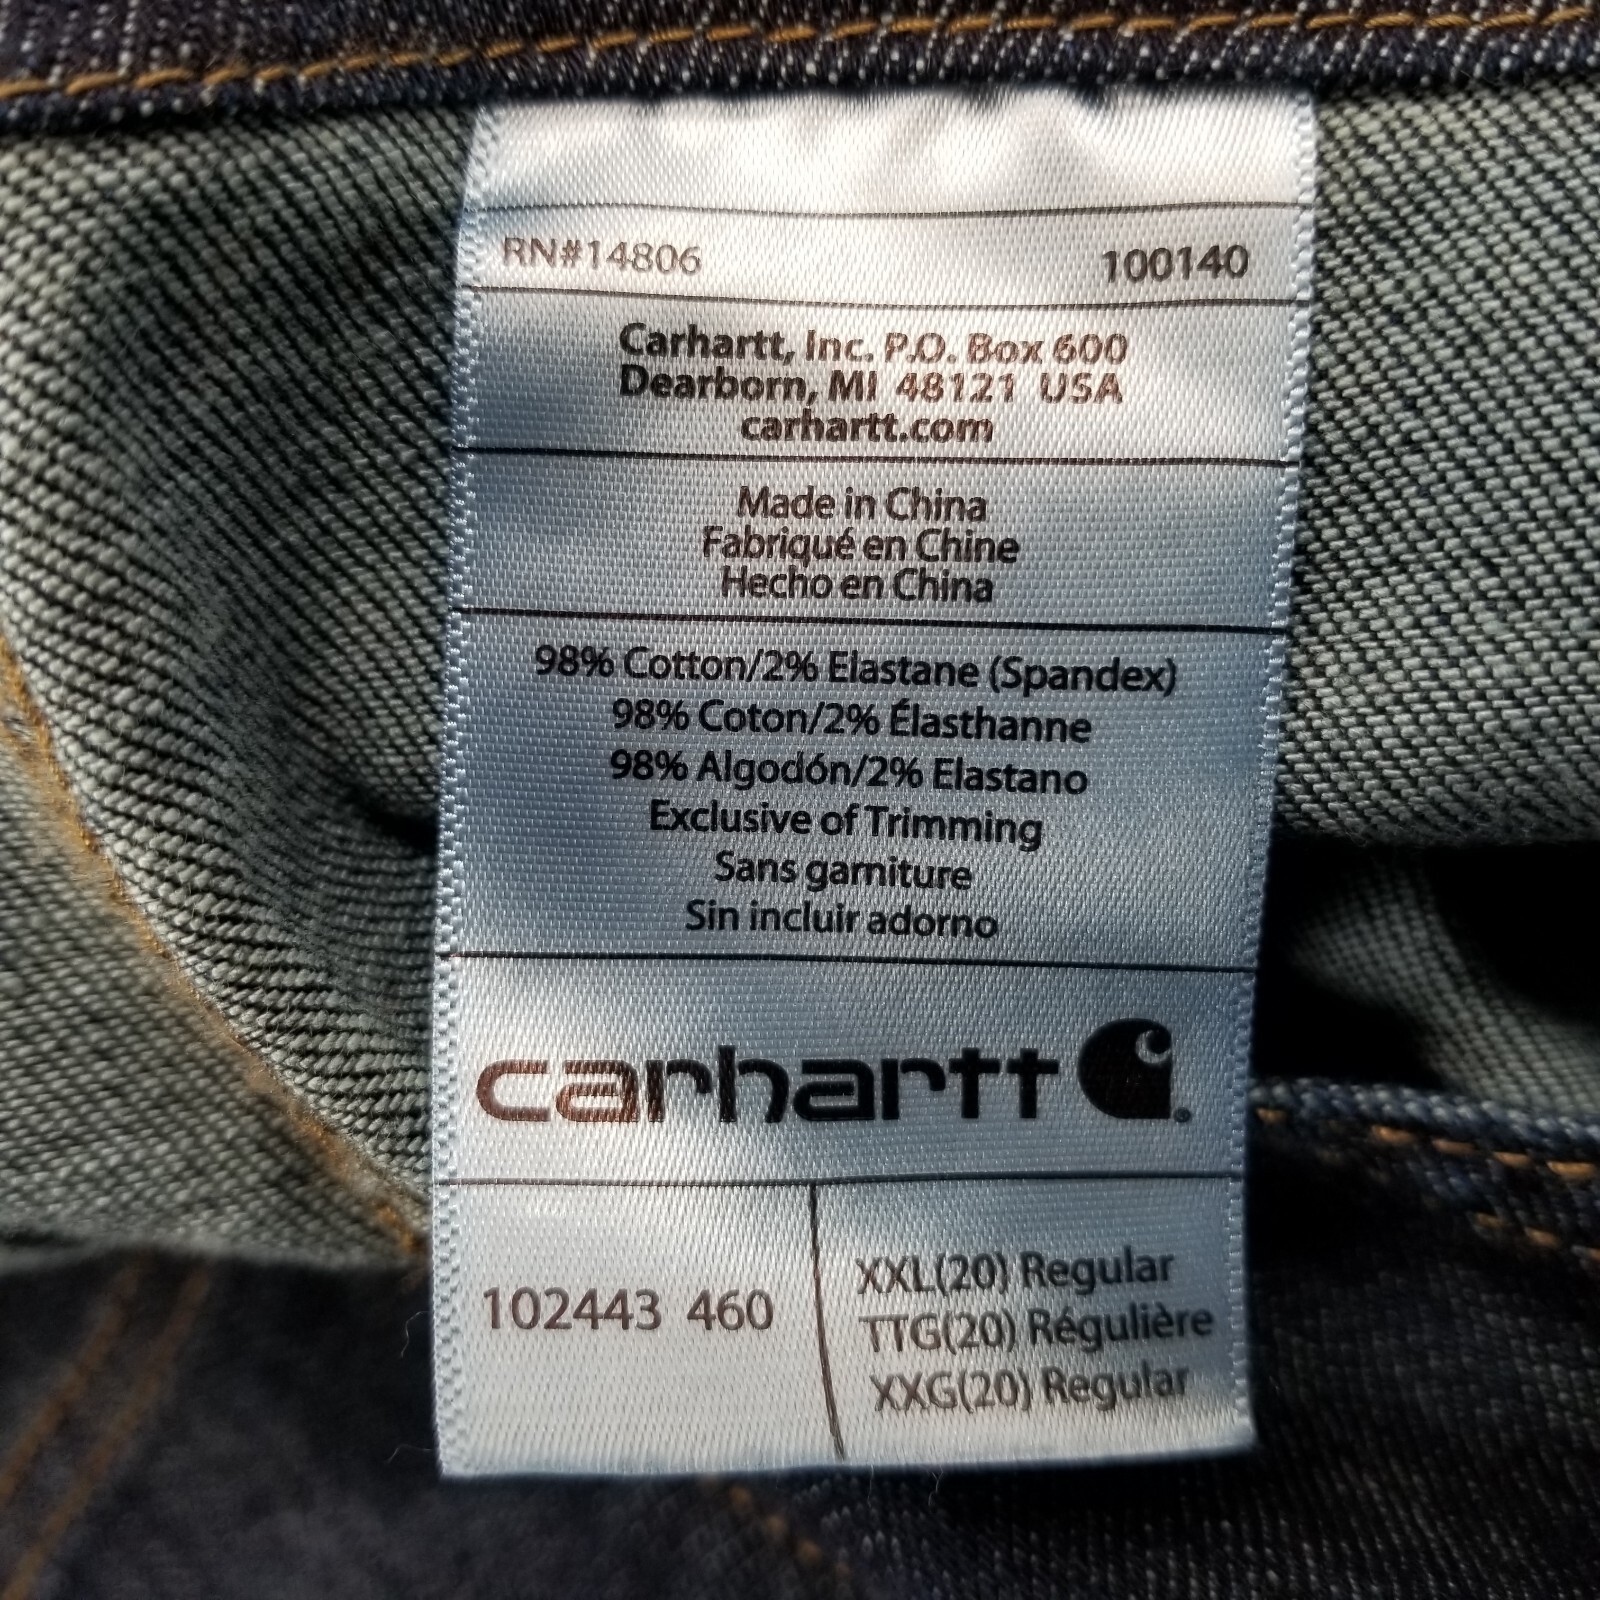 RN#14806 100140
Carhartt, Inc. P.O. Box 600
Dearborn, MI 48121 USA
carhartt.com
Made in China
Fabriqué en Chine
Hecho en China
98% Cotton/2% Elastane (Spandex)
98% Coton/2% Élasthanne
98% Algodón/2% Elastano
Exclusive of Trimming
Sans garniture
Sin incluir adorno
carhartt
102443 460
XXL(20) Regular
TTG(20) Régulière
XXG(20) Regular